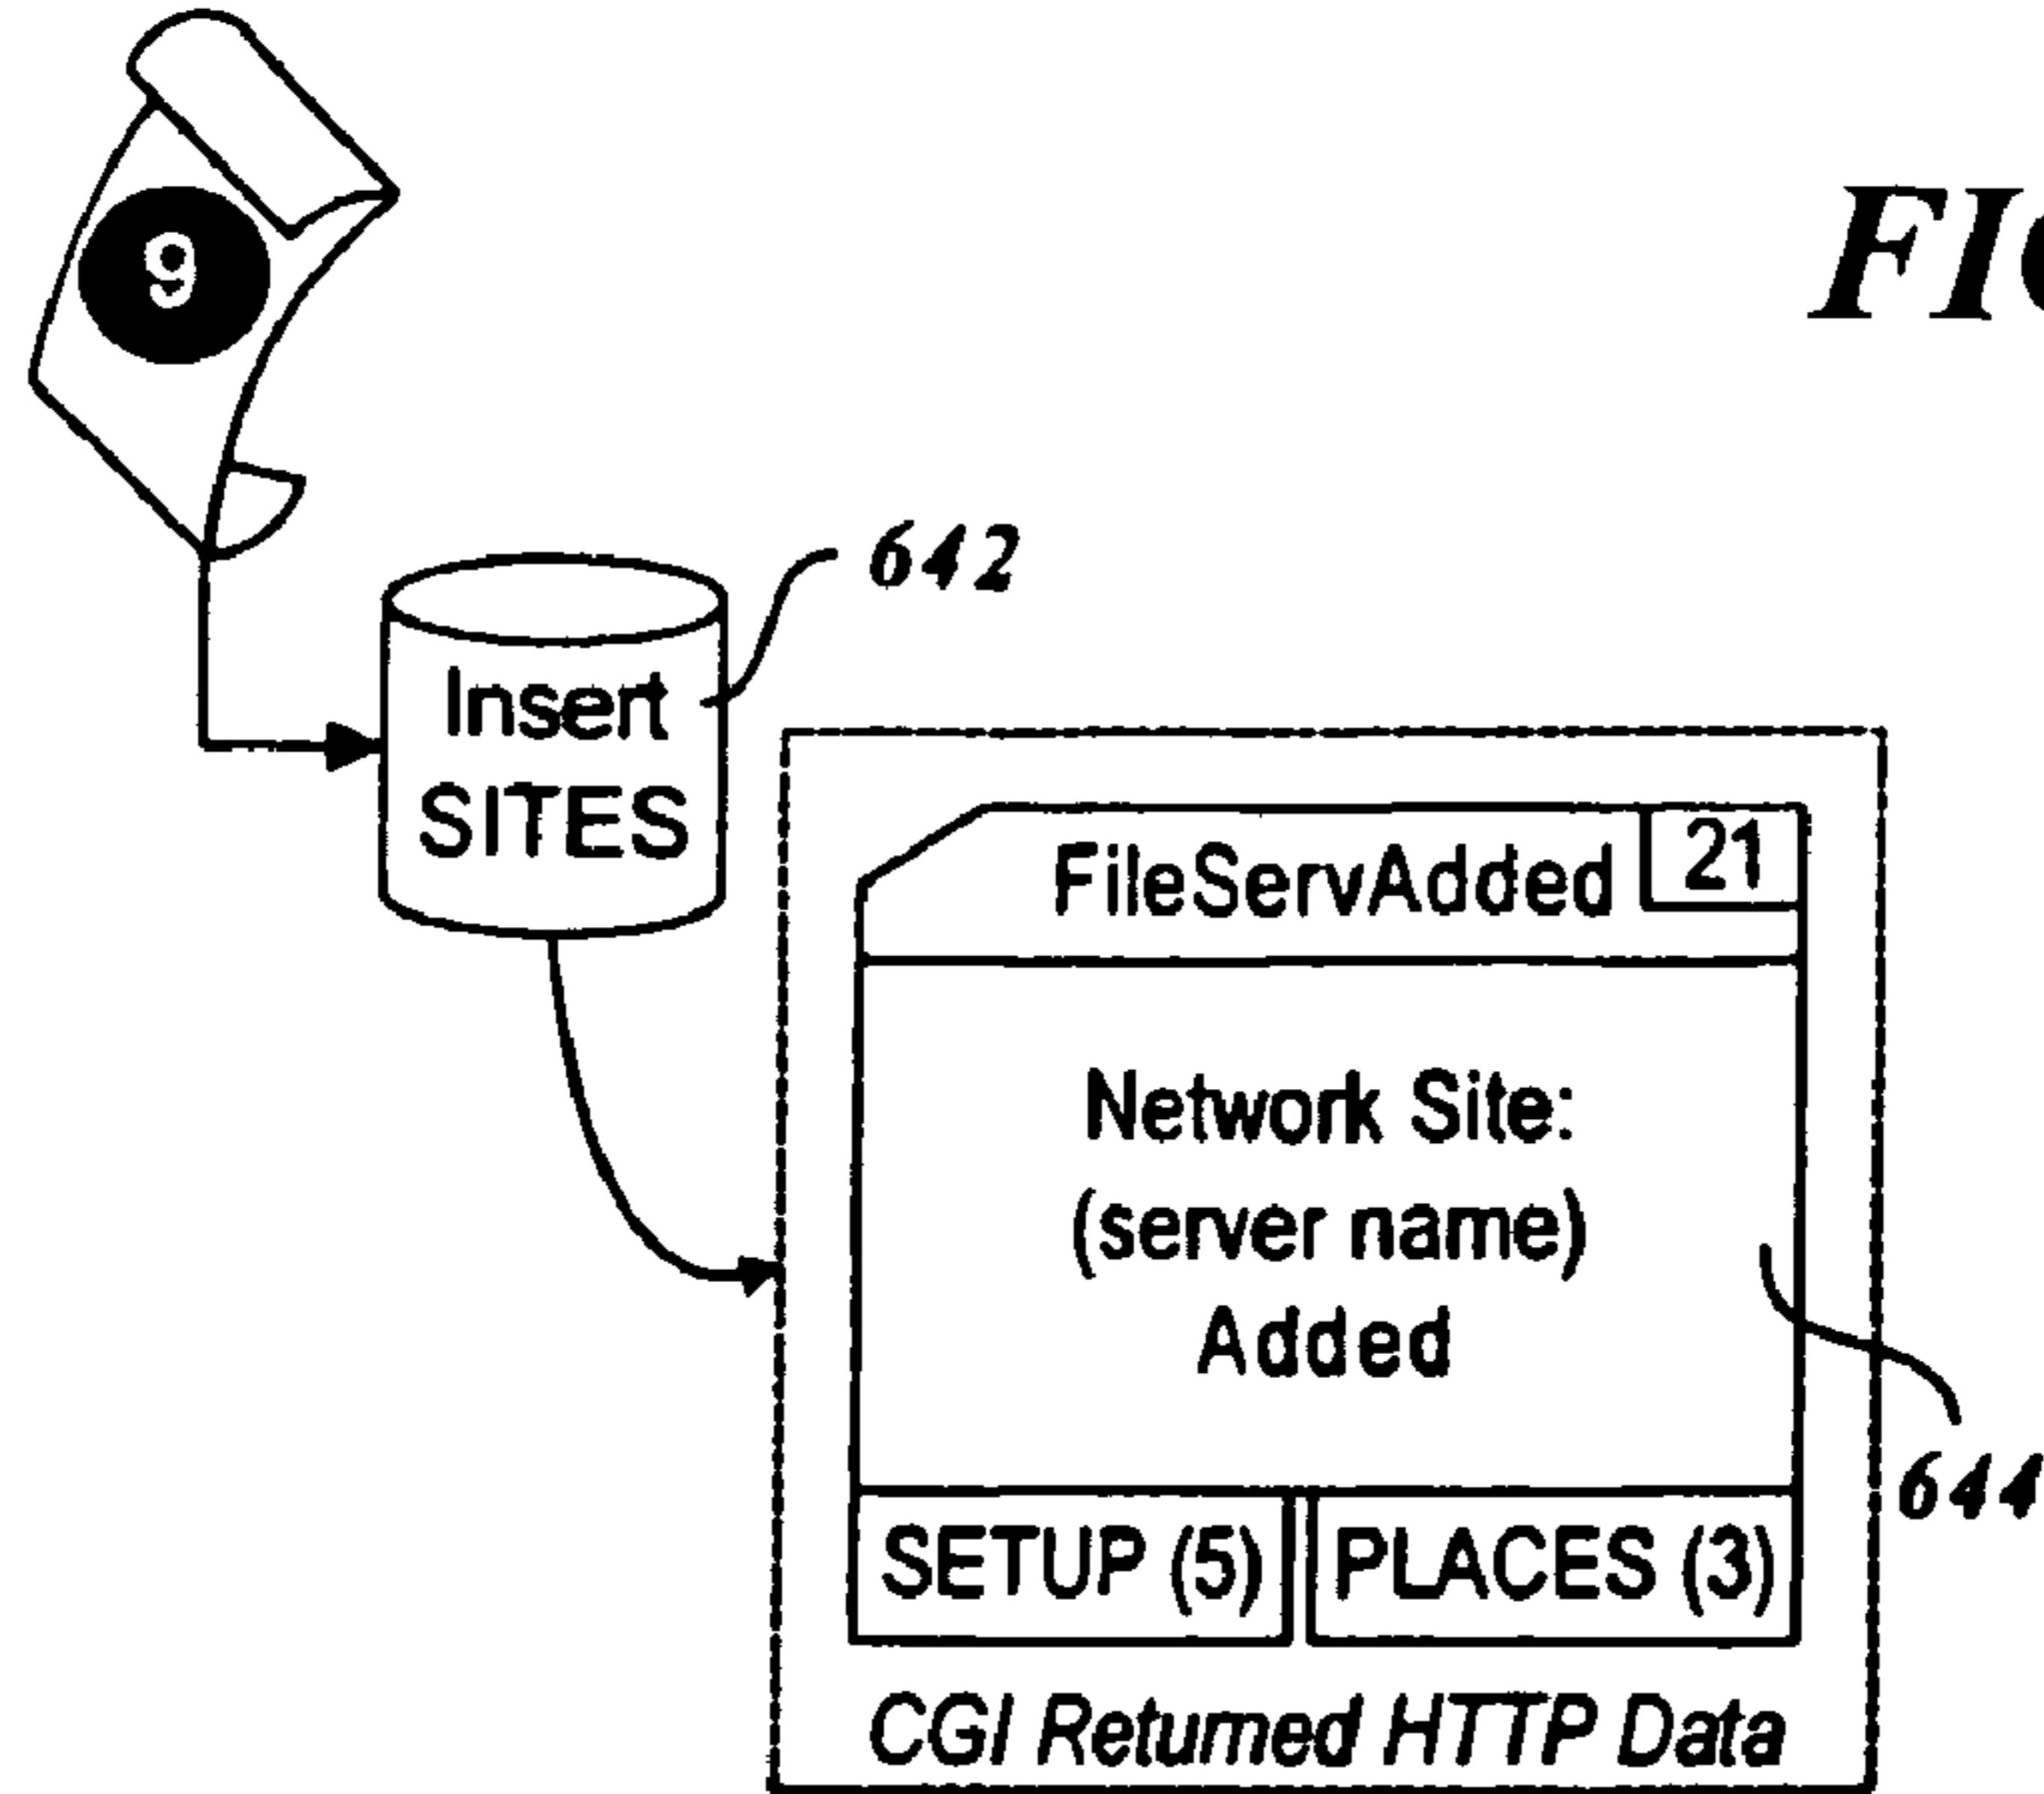 9
FIG
642
Insert
SITES
FileServAdded
21
Network Site:
(server name)
Added
644
SETUP (5)
PLACES (3)
CGI Returned HTTP Data